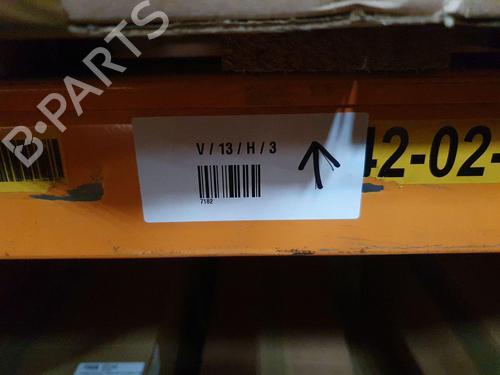 B-PARTS
V / 13 / H / 3
7182
42-02-